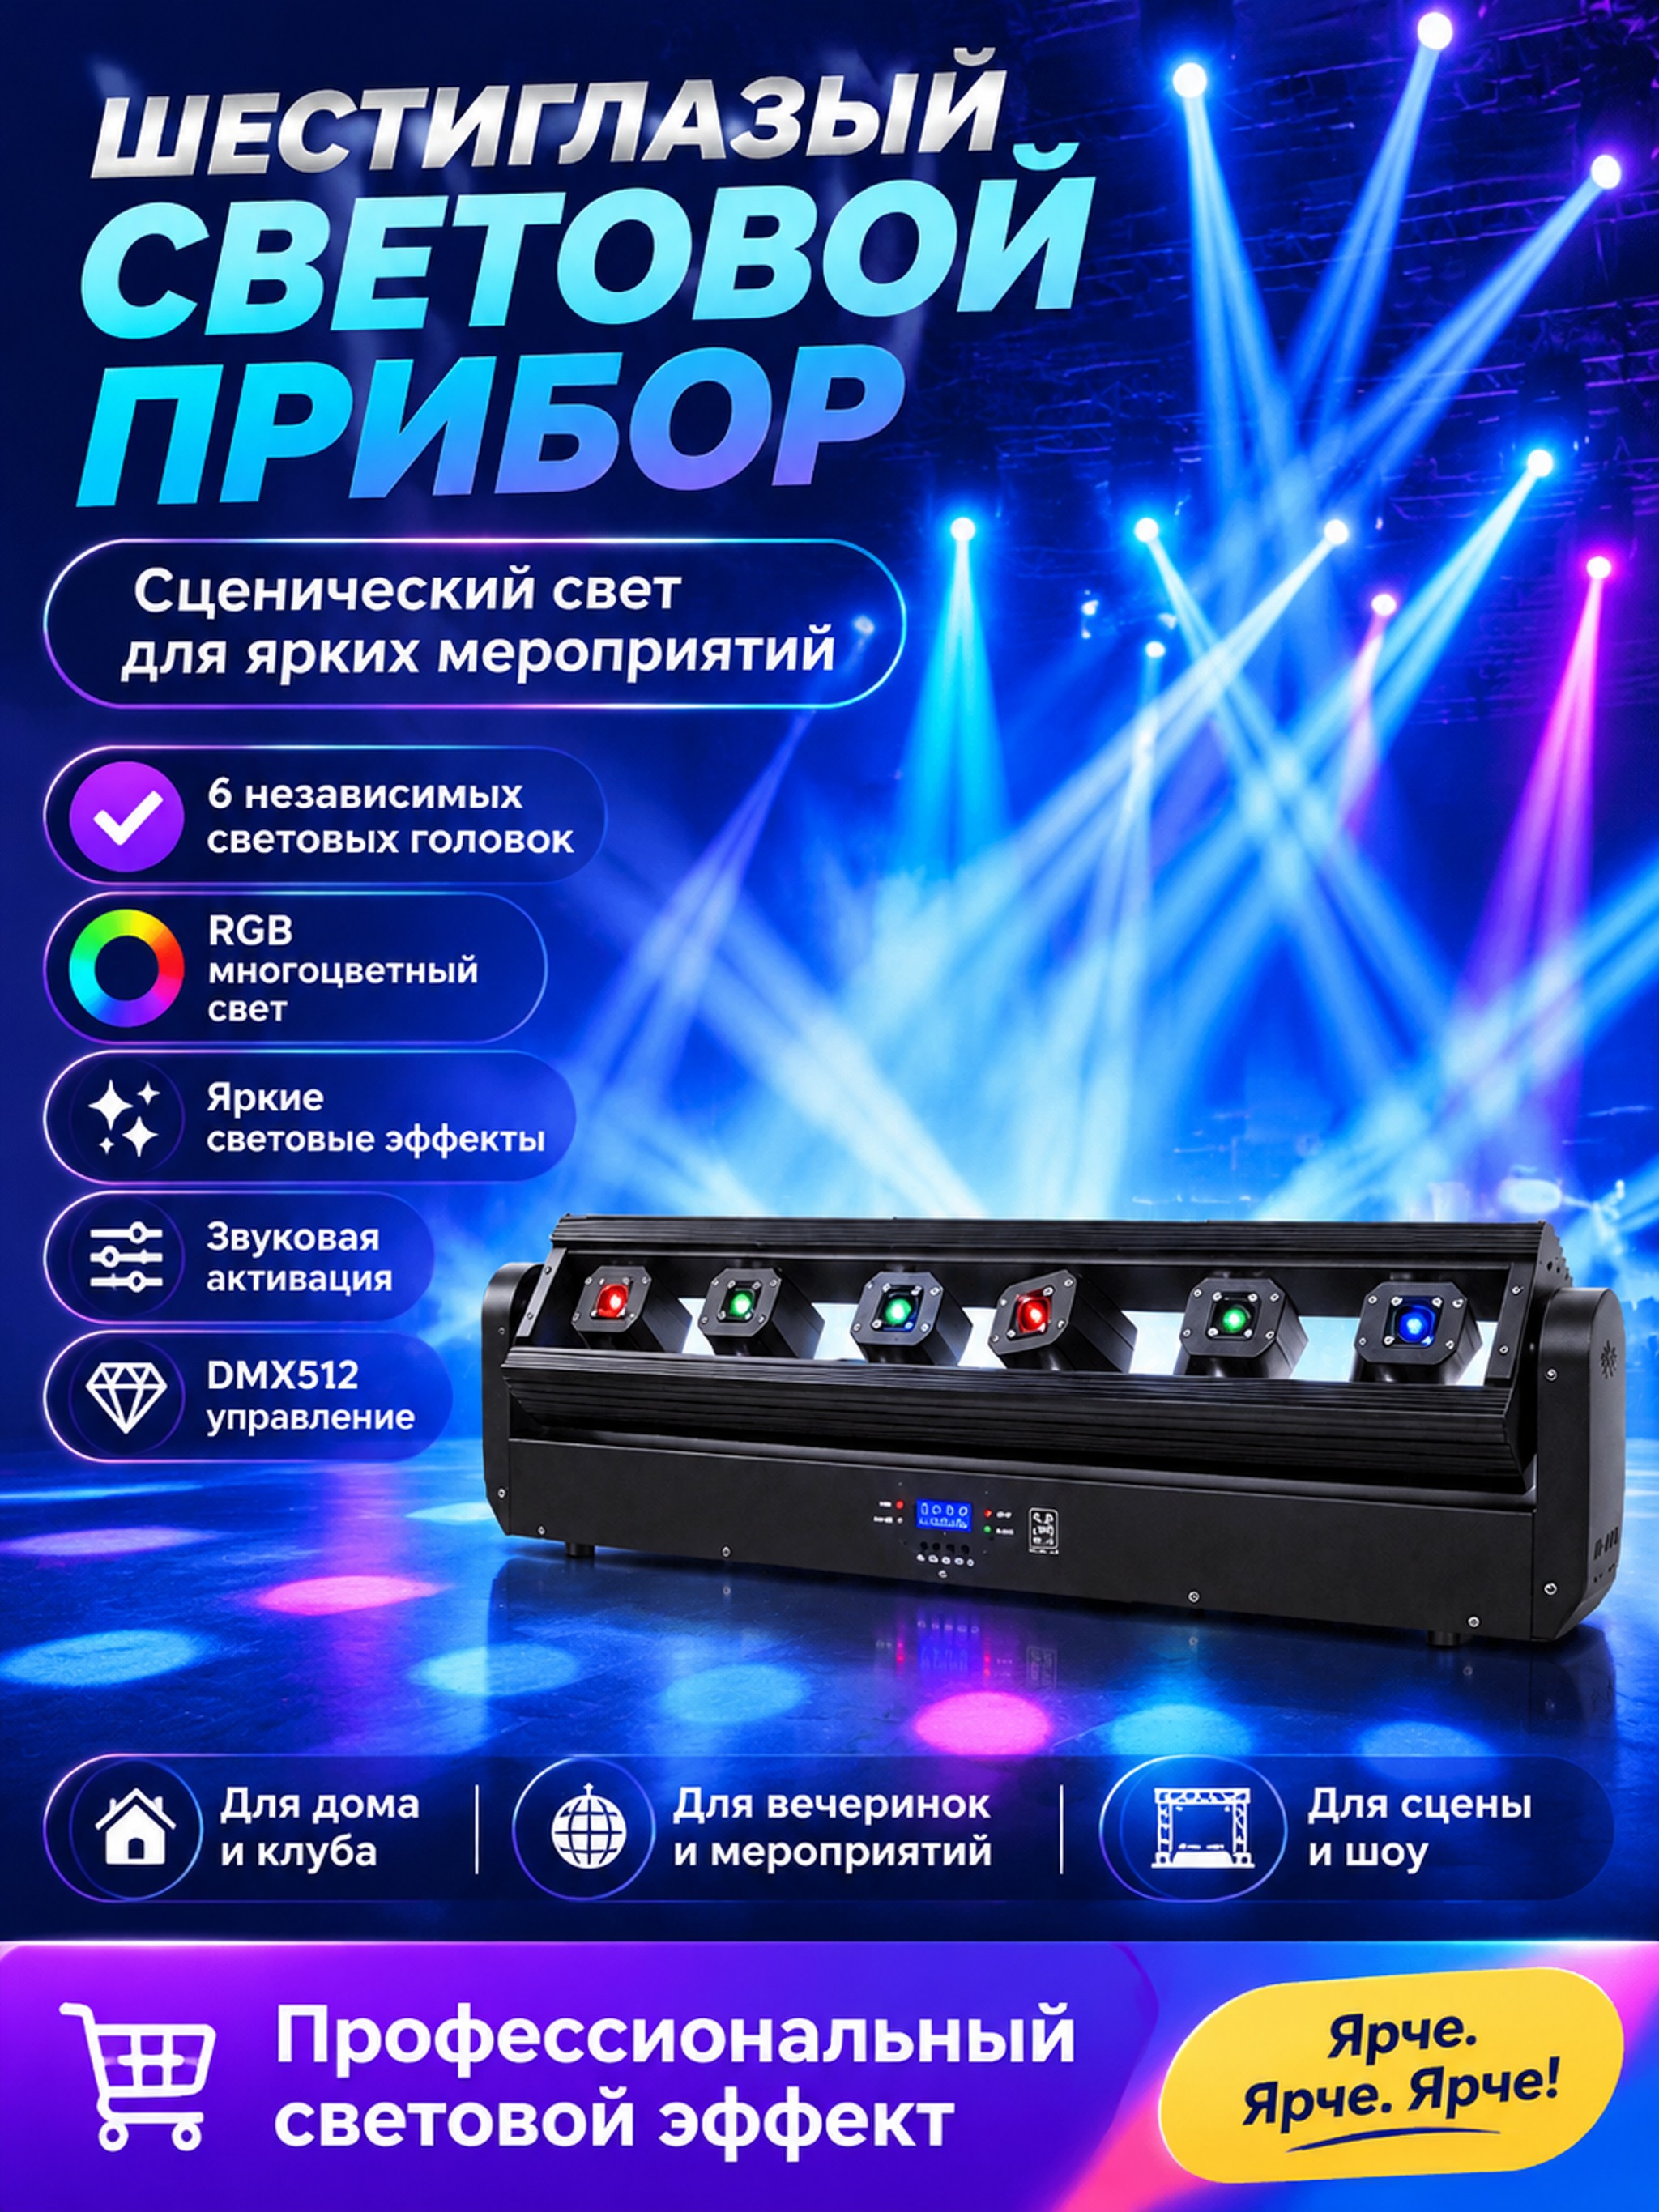 ШЕСТИГЛАЗЫЙ
СВЕТОВОЙ
ПРИБОР
Сценический свет
для ярких мероприятий
6 независимых
световых головок
RGB
многоцветный
свет
Яркие
световые эффекты
Звуковая
активация
DMX512
управление
Для дома
и клуба
Для вечеринок
и мероприятий
Для сцены
и шоу
Профессиональный
световой эффект
Ярче.
Ярче. Ярче!